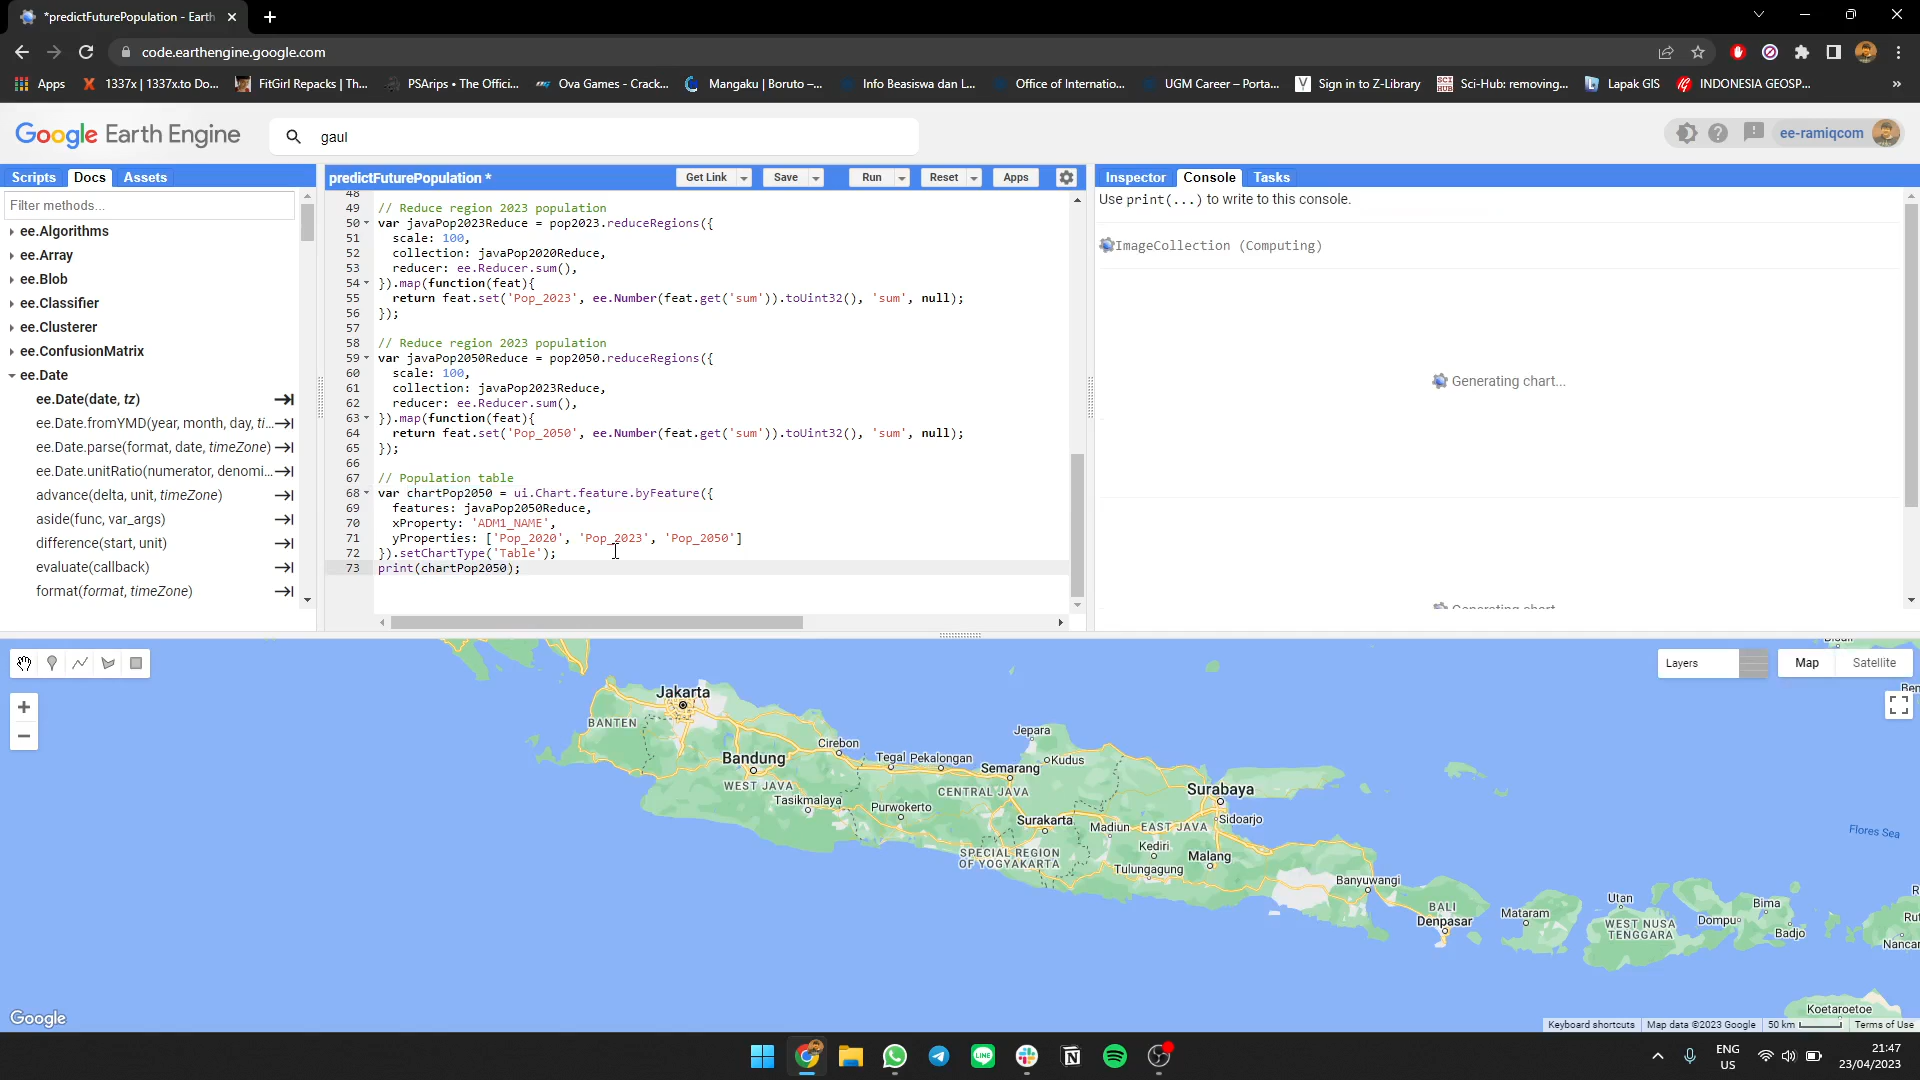 *predictFuturePopulation - Earth
code.earthengine.google.com
Apps
1337x | 1337x.to Do...
FitGirl Repacks | Th...
PSArips • The Offici...
Ova Games - Crack...
Mangaku | Boruto –...
Info Beasiswa dan L...
Office of Internatio...
UGM Career – Porta...
Sign in to Z-Library
Sci-Hub: removing...
Lapak GIS
INDONESIA GEOSP...
Google Earth Engine
gaul
ee-ramiqcom
Scripts
Docs
Assets
Filter methods...
ee.Algorithms
ee.Array
ee.Blob
ee.Classifier
ee.Clusterer
ee.ConfusionMatrix
ee.Date
ee.Date(date, tz)
ee.Date.fromYMD(year, month, day, ti...
ee.Date.parse(format, date, timeZone)
ee.Date.unitRatio(numerator, denomi...
advance(delta, unit, timeZone)
aside(func, var_args)
difference(start, unit)
evaluate(callback)
format(format, timeZone)
predictFuturePopulation *
Get Link
Save
Run
Reset
Apps
48
49 // Reduce region 2023 population
50 var javaPop2023Reduce = pop2023.reduceRegions({
51 scale: 100,
52 collection: javaPop2020Reduce,
53 reducer: ee.Reducer.sum(),
54 }).map(function(feat){
55 return feat.set('Pop_2023', ee.Number(feat.get('sum')).toUint32(), 'sum', null);
56 });
57
58 // Reduce region 2023 population
59 var javaPop2050Reduce = pop2050.reduceRegions({
60 scale: 100,
61 collection: javaPop2023Reduce,
62 reducer: ee.Reducer.sum(),
63 }).map(function(feat){
64 return feat.set('Pop_2050', ee.Number(feat.get('sum')).toUint32(), 'sum', null);
65 });
66
67 // Population table
68 var chartPop2050 = ui.Chart.feature.byFeature({
69 features: javaPop2050Reduce,
70 xProperty: 'ADM1_NAME',
71 yProperties: ['Pop_2020', 'Pop_2023', 'Pop_2050']
72 }).setChartType('Table');
73 print(chartPop2050);
Inspector
Console
Tasks
Use print(...) to write to this console.
ImageCollection (Computing)
Generating chart...
Generating chart...
Layers
Map
Satellite
Jakarta
BANTEN
Bandung
WEST JAVA
Cirebon
Tasikmalaya
Tegal
Pekalongan
Purwokerto
Semarang
CENTRAL JAVA
Jepara
Kudus
Surakarta
SPECIAL REGION
OF YOGYAKARTA
Madiun
EAST JAVA
Surabaya
Sidoarjo
Kediri
Tulungagung
Malang
Banyuwangi
BALI
Denpasar
Mataram
Utan
WEST NUSA
TENGGARA
Dompu
Bima
Badjo
Flores Sea
Koetaroetoe
Google
Keyboard shortcuts
Map data ©2023 Google
50 km
Terms of Use
ENG
US
21:47
23/04/2023